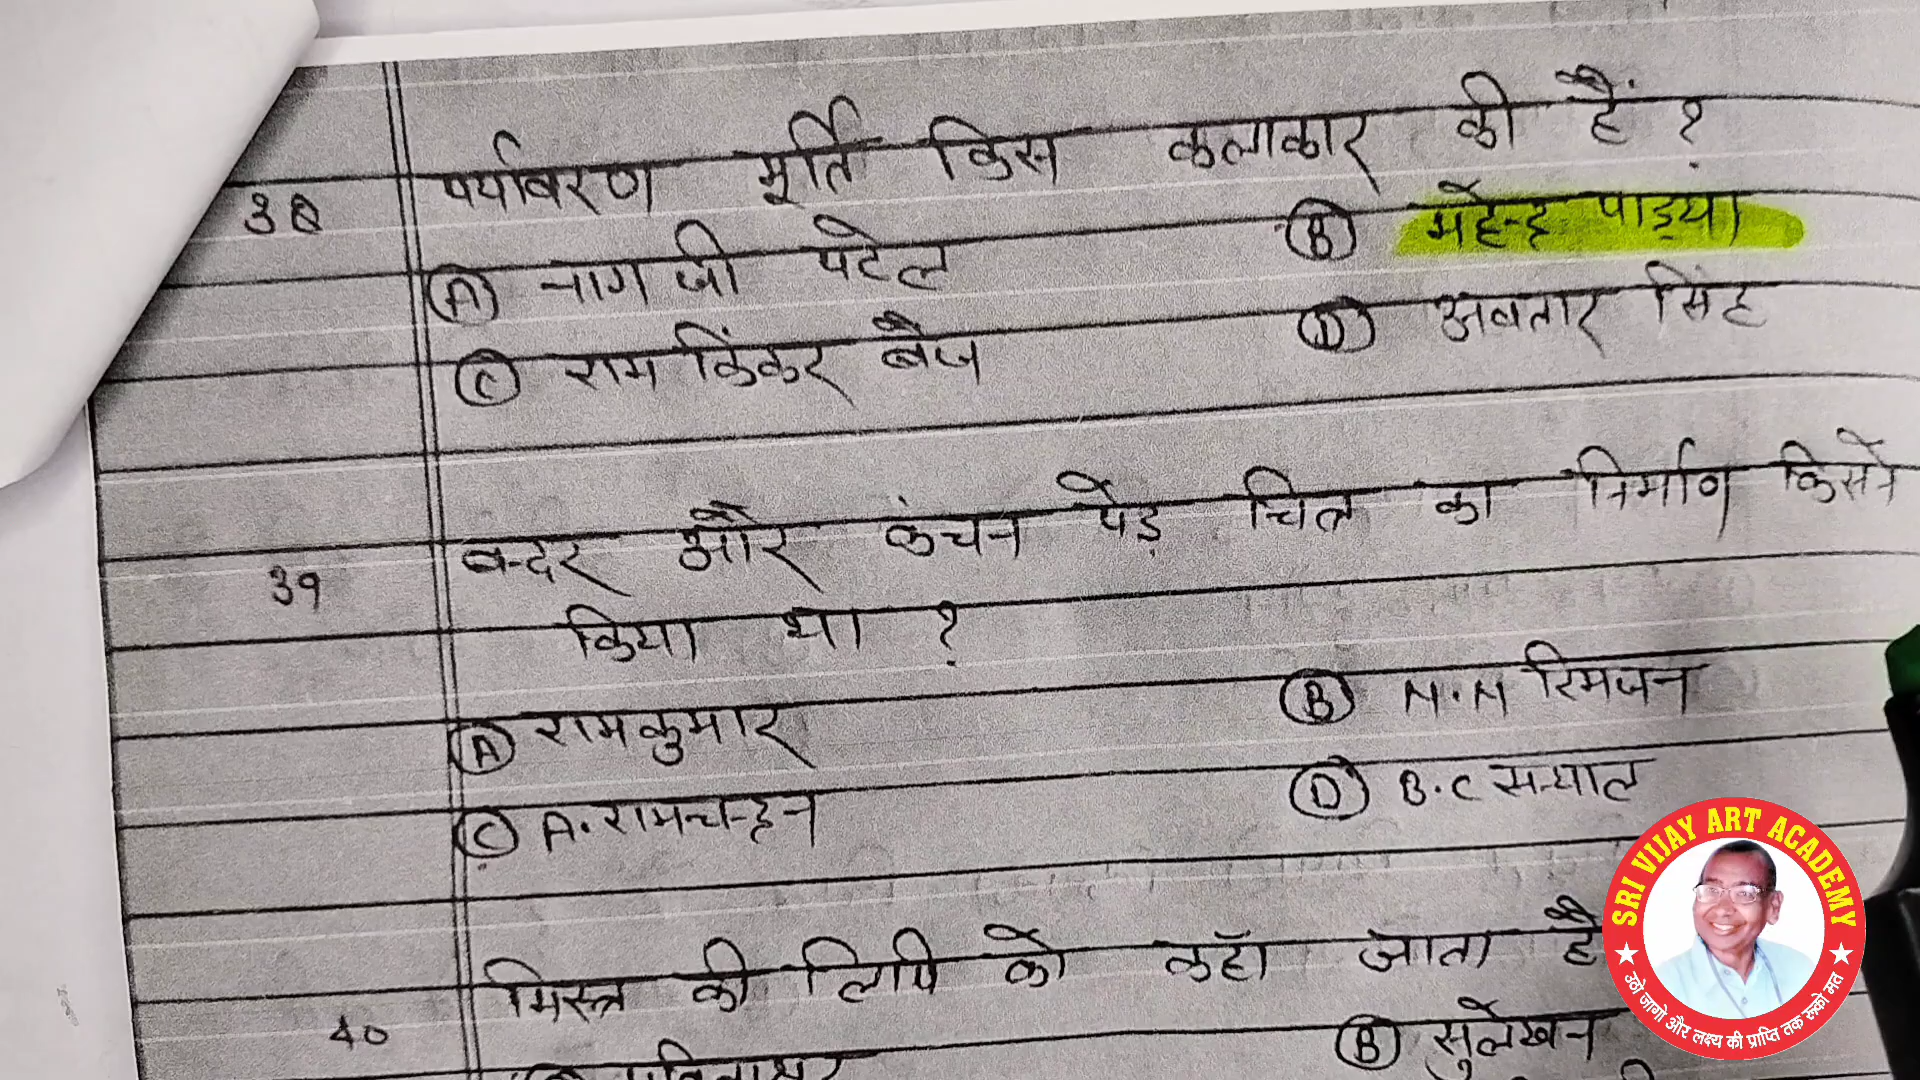 38 पर्यावरण मूर्ति किस कलाकार की हैं ?
(A) नाग जी पटेल (B) महेन्द्र पाड्या
(C) राम किंकर बैज (D) अवतार सिंह
39 बन्दर और कंचन पेड़ चित्र का निर्माण किसने
किया था ?
(A) रामकुमार (B) N.N रिमजन
(C) A. रामचन्द्रन (D) B.C सन्याल
40 मिस्त्र की लिपि को कहाँ जाता है
(B) सुलेखन
SRI VIJAY ART ACADEMY
उठो जागो और लक्ष्य की प्राप्ति तक रूको मत